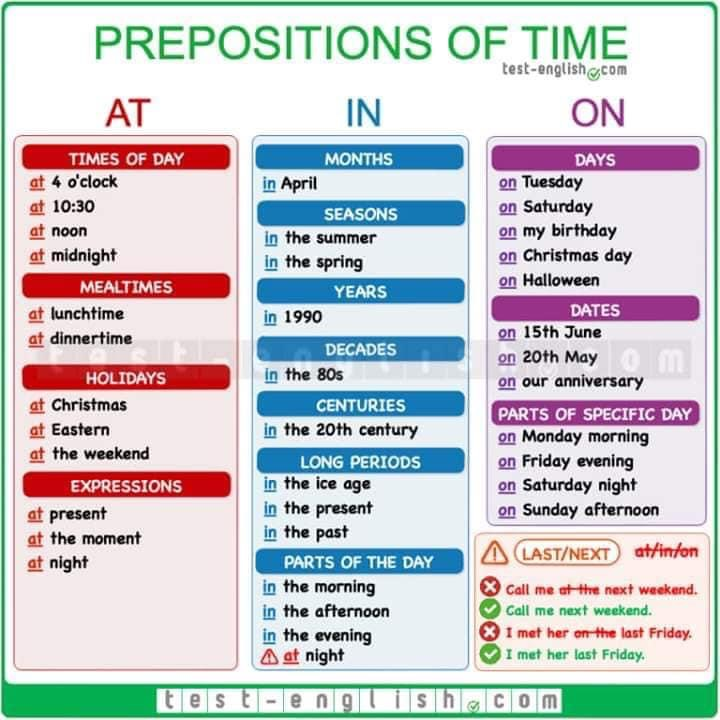 PREPOSITIONS OF TIME
test-english.com
AT
TIMES OF DAY
at 4 o'clock
at 10:30
at noon
at midnight
MEALTIMES
at lunchtime
at dinnertime
HOLIDAYS
at Christmas
at Eastern
at the weekend
EXPRESSIONS
at present
at the moment
at night
IN
MONTHS
in April
SEASONS
in the summer
in the spring
YEARS
in 1990
DECADES
in the 80s
CENTURIES
in the 20th century
LONG PERIODS
in the ice age
in the present
in the past
PARTS OF THE DAY
in the morning
in the afternoon
in the evening
at night
ON
DAYS
on Tuesday
on Saturday
on my birthday
on Christmas day
on Halloween
DATES
on 15th June
on 20th May
on our anniversary
PARTS OF SPECIFIC DAY
on Monday morning
on Friday evening
on Saturday night
on Sunday afternoon
LAST/NEXT at/in/on
Call me at the next weekend.
Call me next weekend.
I met her on the last Friday.
I met her last Friday.
test-english.com
test-english.com